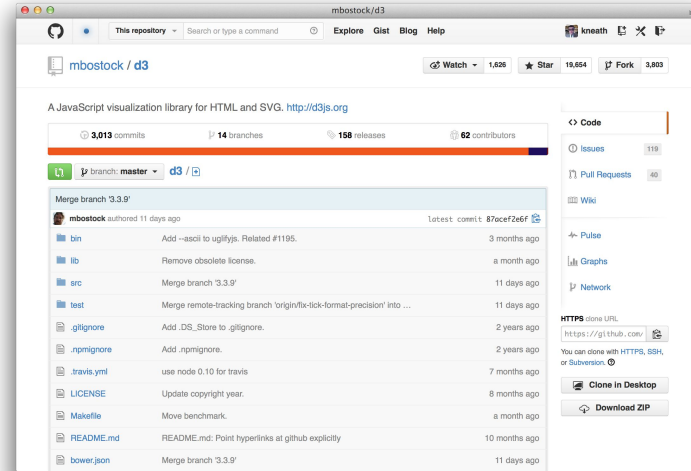 mbostock/d3
This repository Search or type a command Explore Gist Blog Help kneath
mbostock / d3 Watch 1,626 Star 19,654 Fork 3,803
A JavaScript visualization library for HTML and SVG. http://d3js.org
3,013 commits 14 branches 158 releases 62 contributors
branch: master d3 /
Merge branch '3.3.9'
mbostock authored 11 days ago latest commit 87acef2e6f
bin Add --ascii to uglifyjs. Related #1195. 3 months ago
lib Remove obsolete license. a month ago
src Merge branch '3.3.9' 11 days ago
test Merge remote-tracking branch 'origin/fix-tick-format-precision' into … 11 days ago
.gitignore Add .DS_Store to .gitignore. 2 years ago
.npmignore Add .npmignore. 2 years ago
.travis.yml use node 0.10 for travis 7 months ago
LICENSE Update copyright year. 8 months ago
Makefile Move benchmark. a month ago
README.md README.md: Point hyperlinks at github explicitly 10 months ago
bower.json Merge branch '3.3.9' 11 days ago
Code
Issues 119
Pull Requests 40
Wiki
Pulse
Graphs
Network
HTTPS clone URL
https://github.com/
You can clone with HTTPS, SSH,
or Subversion.
Clone in Desktop
Download ZIP